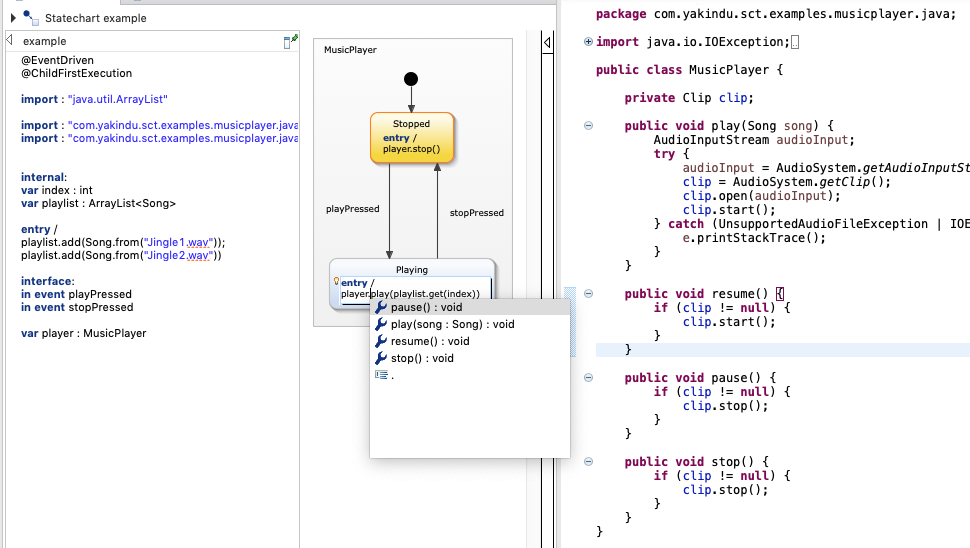 Statechart example
example
@EventDriven
@ChildFirstExecution
import : "java.util.ArrayList"
import : "com.yakindu.sct.examples.musicplayer.java
import : "com.yakindu.sct.examples.musicplayer.java
internal:
var index : int
var playlist : ArrayList<Song>
entry /
playlist.add(Song.from("Jingle1.wav"));
playlist.add(Song.from("Jingle2.wav"))
interface:
in event playPressed
in event stopPressed
var player : MusicPlayer
MusicPlayer
Stopped
entry /
player.stop()
playPressed
stopPressed
Playing
entry /
player.play(playlist.get(index))
pause() : void
play(song : Song) : void
resume() : void
stop() : void
.
package com.yakindu.sct.examples.musicplayer.java;
import java.io.IOException;
public class MusicPlayer {
private Clip clip;
public void play(Song song) {
AudioInputStream audioInput;
try {
audioInput = AudioSystem.getAudioInputSt
clip = AudioSystem.getClip();
clip.open(audioInput);
clip.start();
} catch (UnsupportedAudioFileException | IOE
e.printStackTrace();
}
}
public void resume() {
if (clip != null) {
clip.start();
}
}
public void pause() {
if (clip != null) {
clip.stop();
}
}
public void stop() {
if (clip != null) {
clip.stop();
}
}
}